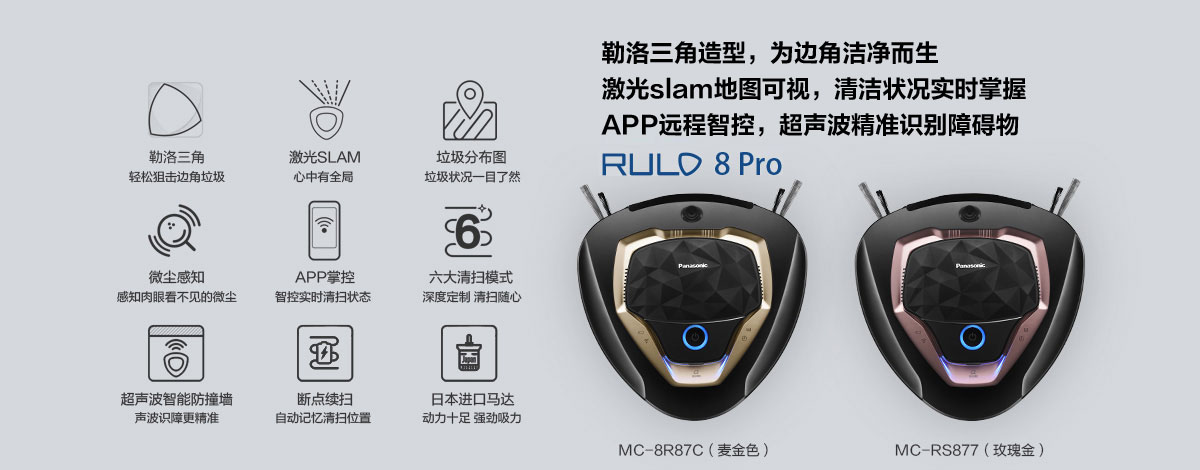 勒洛三角造型，为边角洁净而生
激光slam地图可视，清洁状况实时掌握
APP远程智控，超声波精准识别障碍物
RULO 8 Pro
勒洛三角
轻松狙击边角垃圾
激光SLAM
心中有全局
垃圾分布图
垃圾状况一目了然
微尘感知
感知肉眼看不见的微尘
APP掌控
智控实时清扫状态
6
六大清扫模式
深度定制 清扫随心
超声波智能防撞墙
声波识障更精准
断点续扫
自动记忆清扫位置
Japan
日本进口马达
动力十足 强劲吸力
Panasonic
Panasonic
MC-8R87C（麦金色）
MC-RS877（玫瑰金）